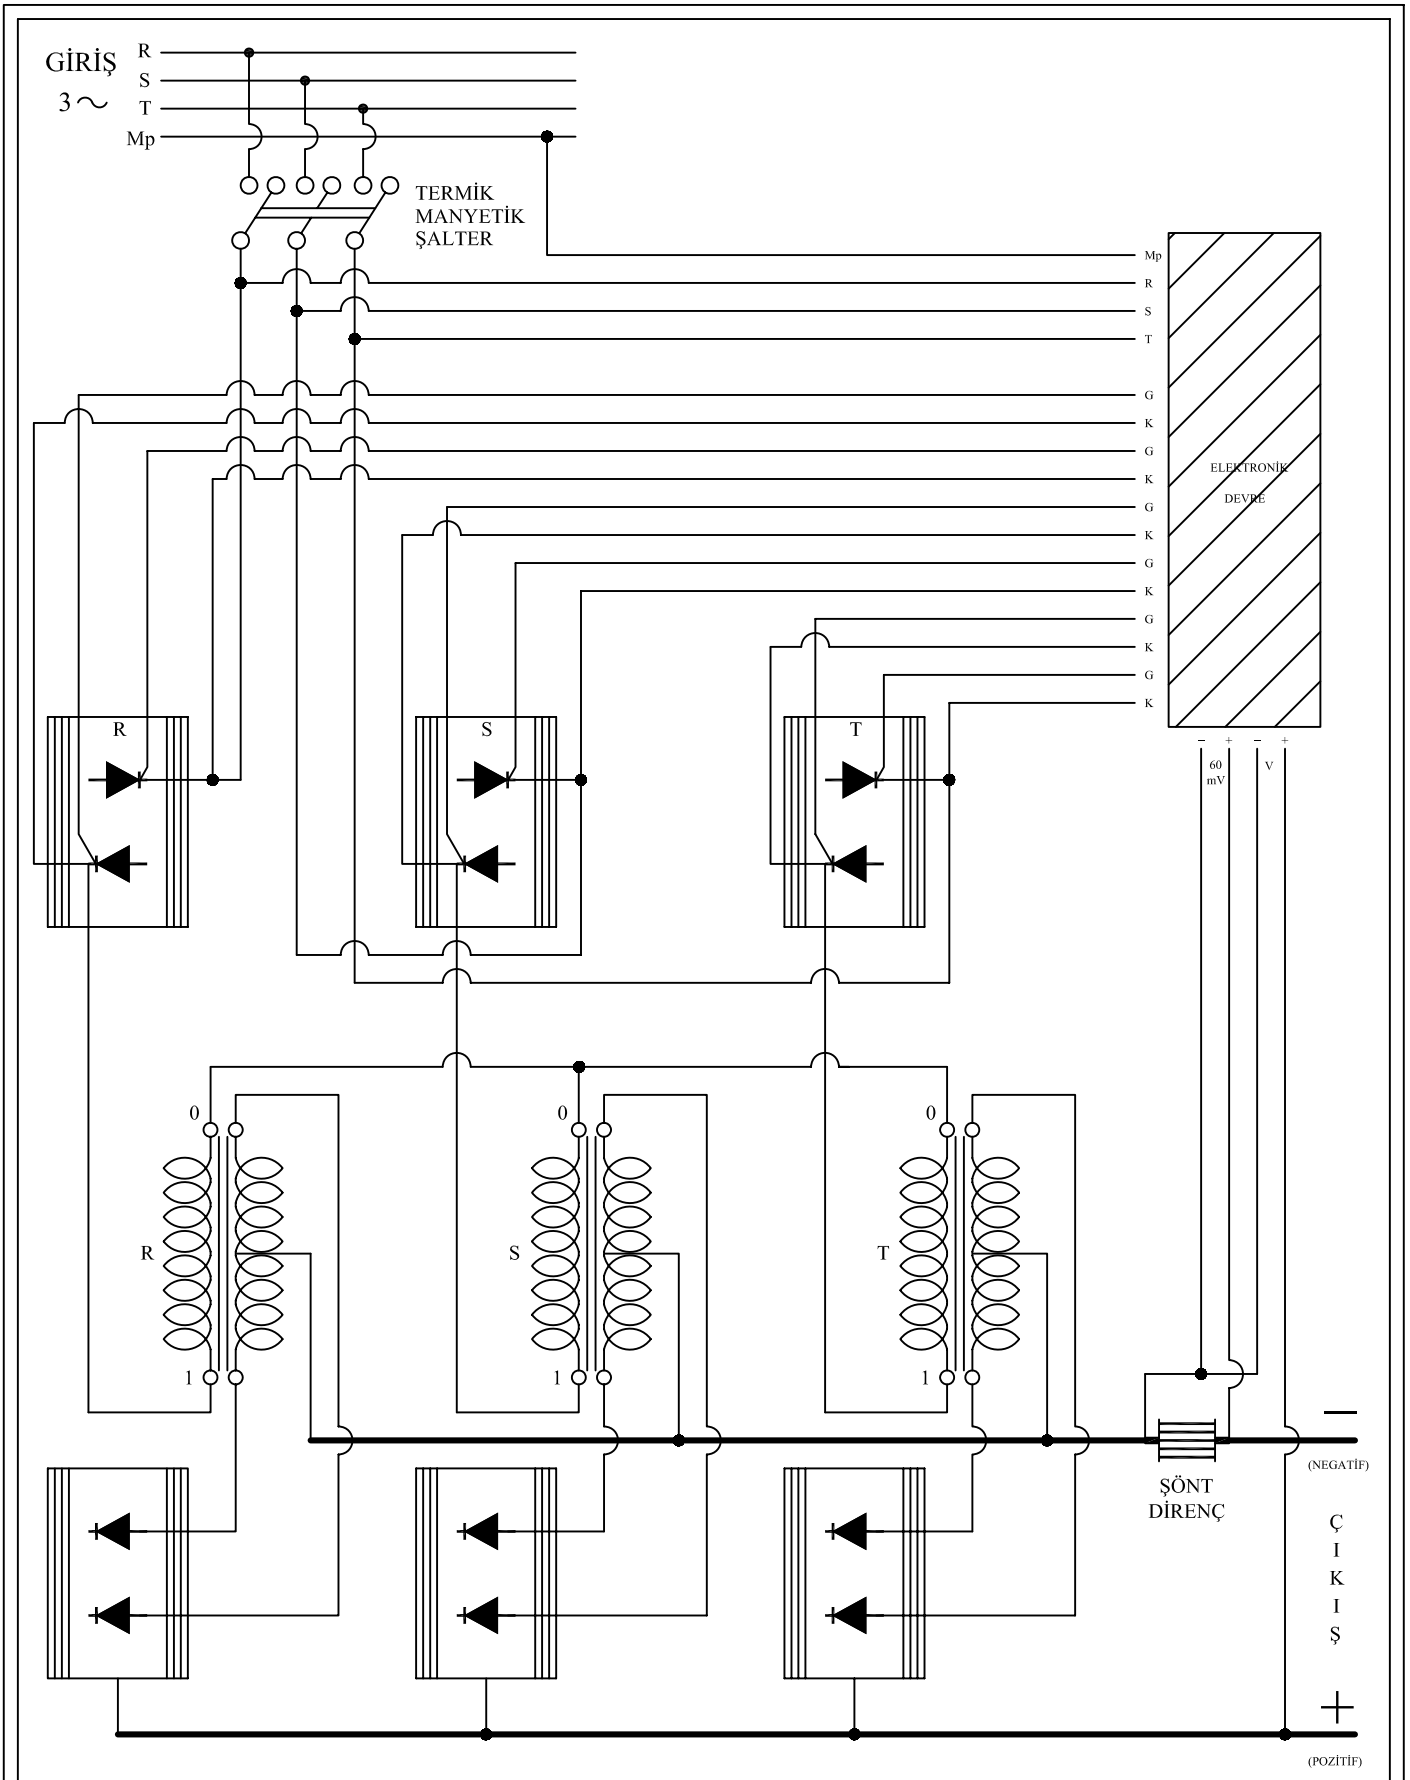 GİRİŞ
3
R
S
T
Mp
TERMİK
MANYETİK
ŞALTER
Mp
R
S
T
G
K
G
K
G
K
G
K
G
K
G
K
ELEKTRONİK
DEVRE
R
S
T
− + − +
60
mV
V
0
0
0
R
S
T
1
1
1
−
(NEGATİF)
ŞÖNT
DİRENÇ
Ç
I
K
I
Ş
+
(POZİTİF)